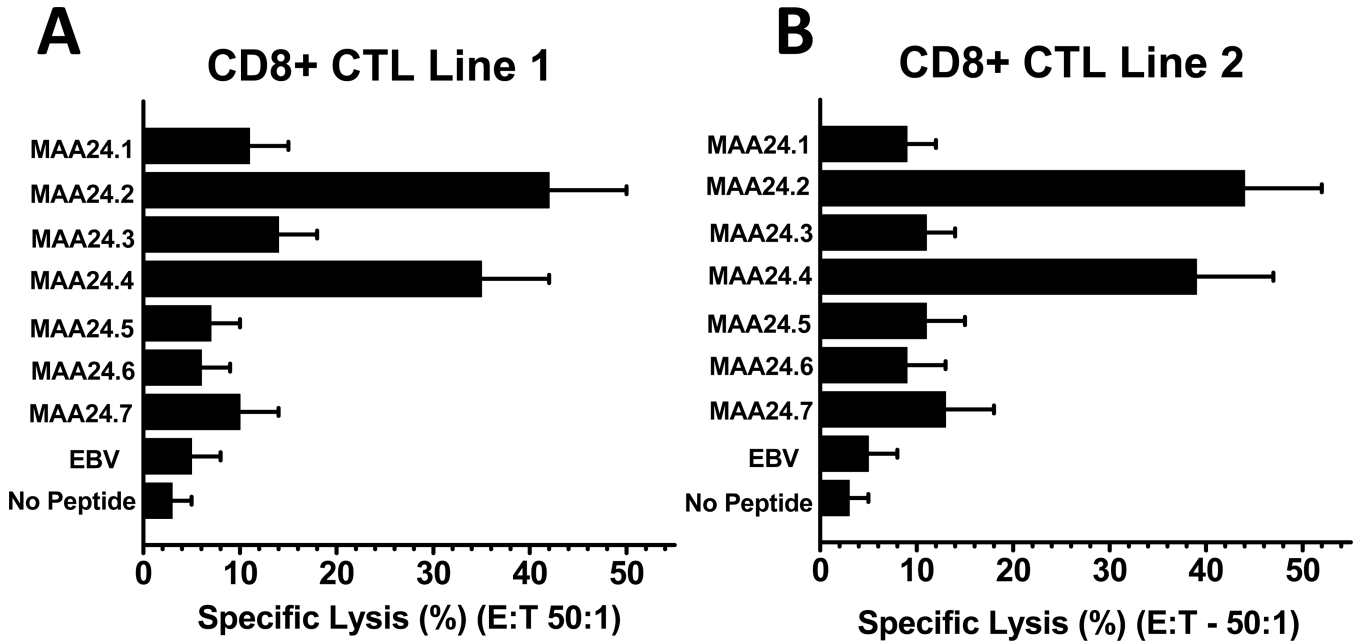 A
CD8+ CTL Line 1
MAA24.1
MAA24.2
MAA24.3
MAA24.4
MAA24.5
MAA24.6
MAA24.7
EBV
No Peptide
0 10 20 30 40 50
Specific Lysis (%) (E:T 50:1)
B
CD8+ CTL Line 2
MAA24.1
MAA24.2
MAA24.3
MAA24.4
MAA24.5
MAA24.6
MAA24.7
EBV
No Peptide
0 10 20 30 40 50
Specific Lysis (%) (E:T - 50:1)